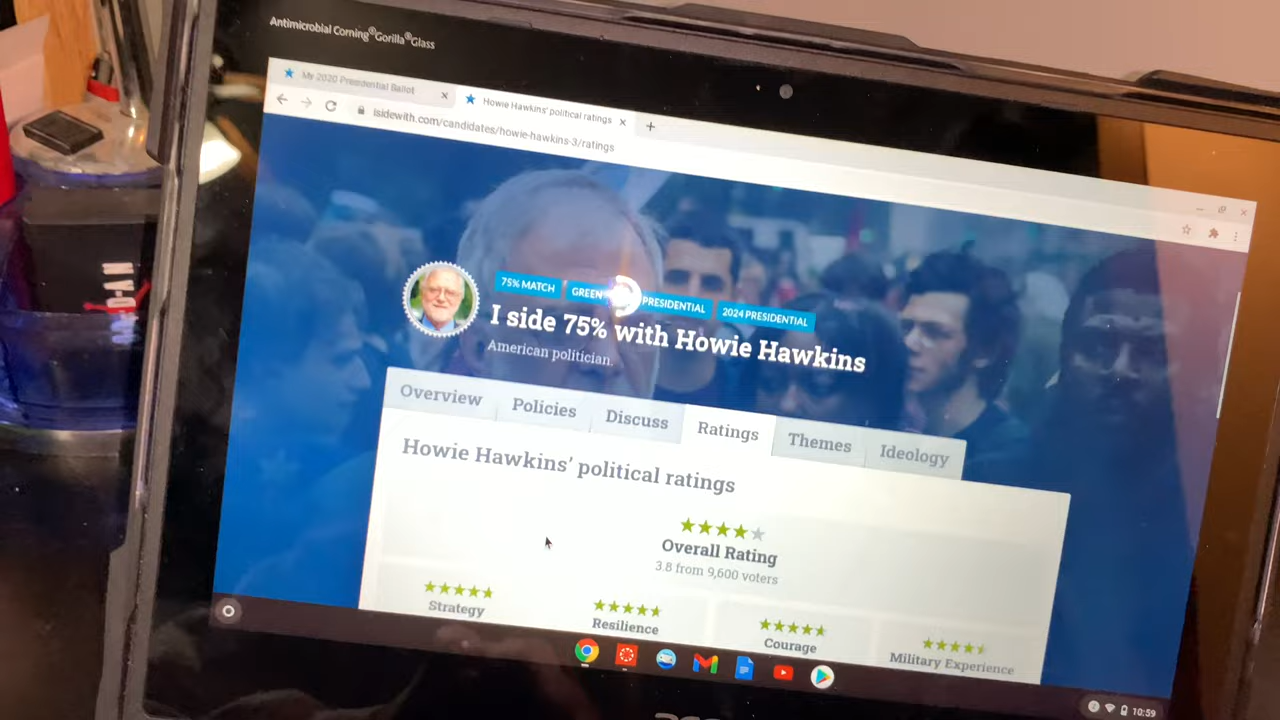 Antimicrobial Corning®Gorilla®Glass
My 2020 Presidential Ballot
Howie Hawkins' political ratings
isidewith.com/candidates/howie-hawkins-3/ratings
75% MATCH
GREEN
PRESIDENTIAL
2024 PRESIDENTIAL
I side 75% with Howie Hawkins
American politician.
Overview
Policies
Discuss
Ratings
Themes
Ideology
Howie Hawkins' political ratings
Overall Rating
3.8 from 9,600 voters
Strategy
Resilience
Courage
Military Experience
10:59